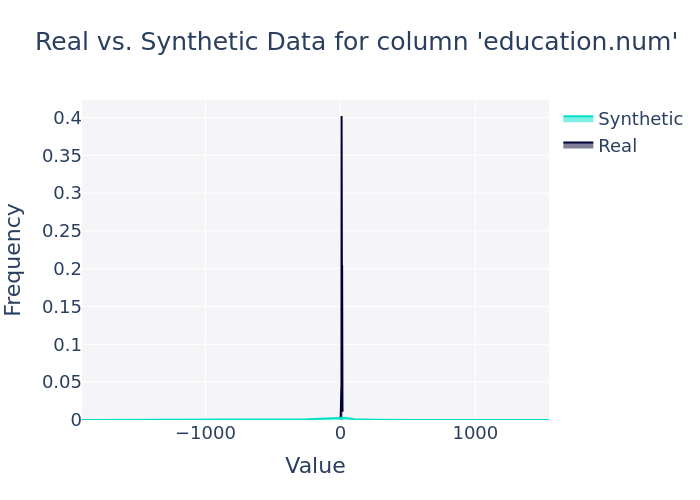 Real vs. Synthetic Data for column 'education.num'
Synthetic
Real
Frequency
0.4
0.35
0.3
0.25
0.2
0.15
0.1
0.05
0
−1000
0
1000
Value